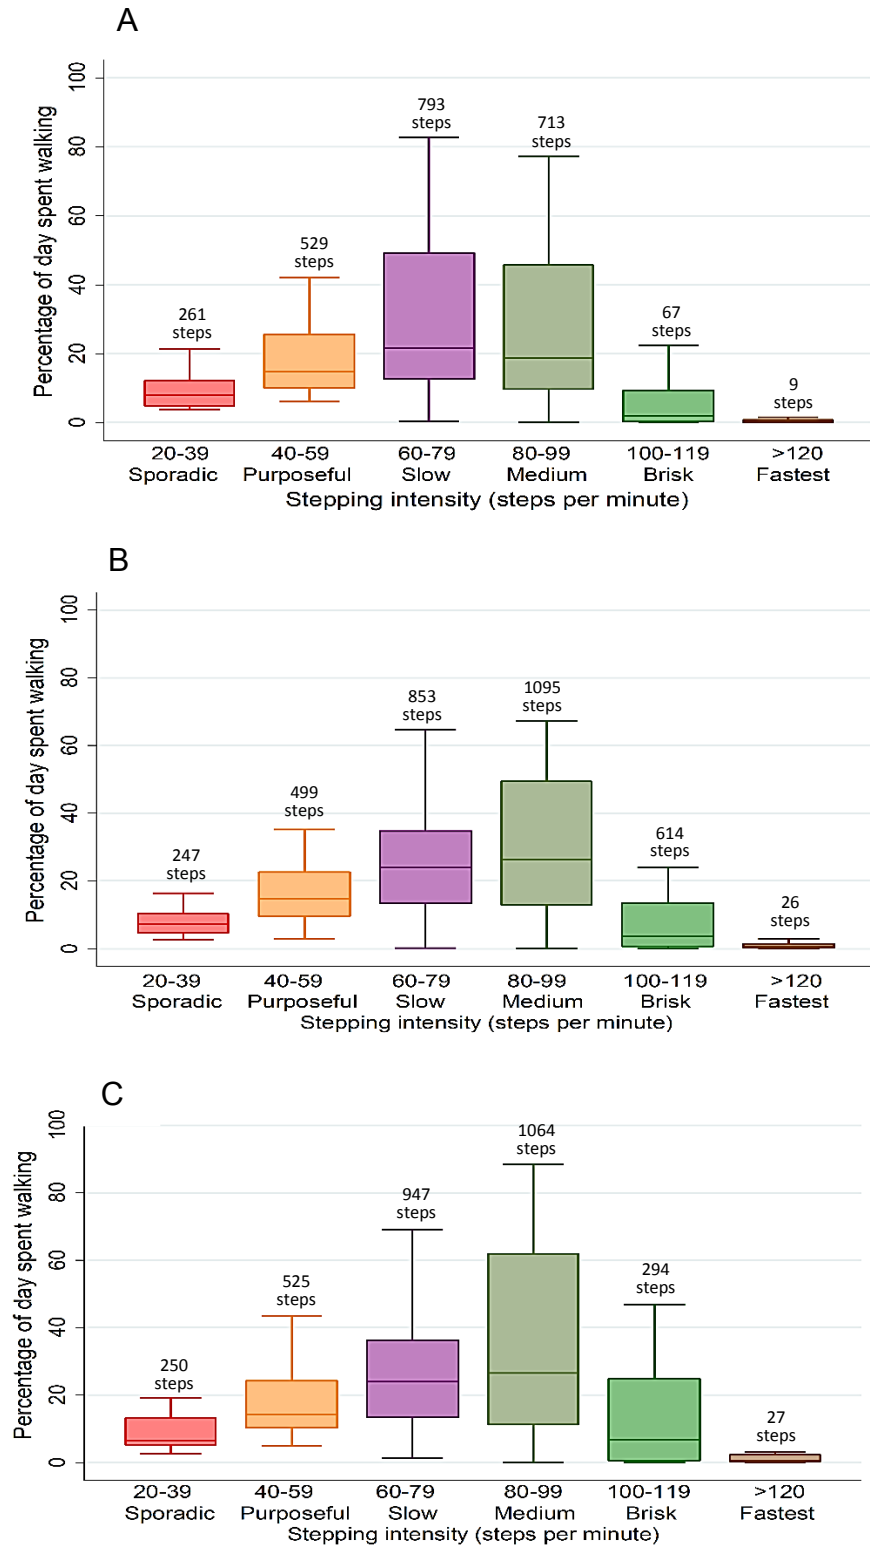 A
Percentage of day spent walking
100
80
60
40
20
0
261
steps
529
steps
793
steps
713
steps
67
steps
9
steps
20-39 40-59 60-79 80-99 100-119 >120
Sporadic Purposeful Slow Medium Brisk Fastest
Stepping intensity (steps per minute)
B
Percentage of day spent walking
100
80
60
40
20
0
247
steps
499
steps
853
steps
1095
steps
614
steps
26
steps
20-39 40-59 60-79 80-99 100-119 >120
Sporadic Purposeful Slow Medium Brisk Fastest
Stepping intensity (steps per minute)
C
Percentage of day spent walking
100
80
60
40
20
0
250
steps
525
steps
947
steps
1064
steps
294
steps
27
steps
20-39 40-59 60-79 80-99 100-119 >120
Sporadic Purposeful Slow Medium Brisk Fastest
Stepping intensity (steps per minute)